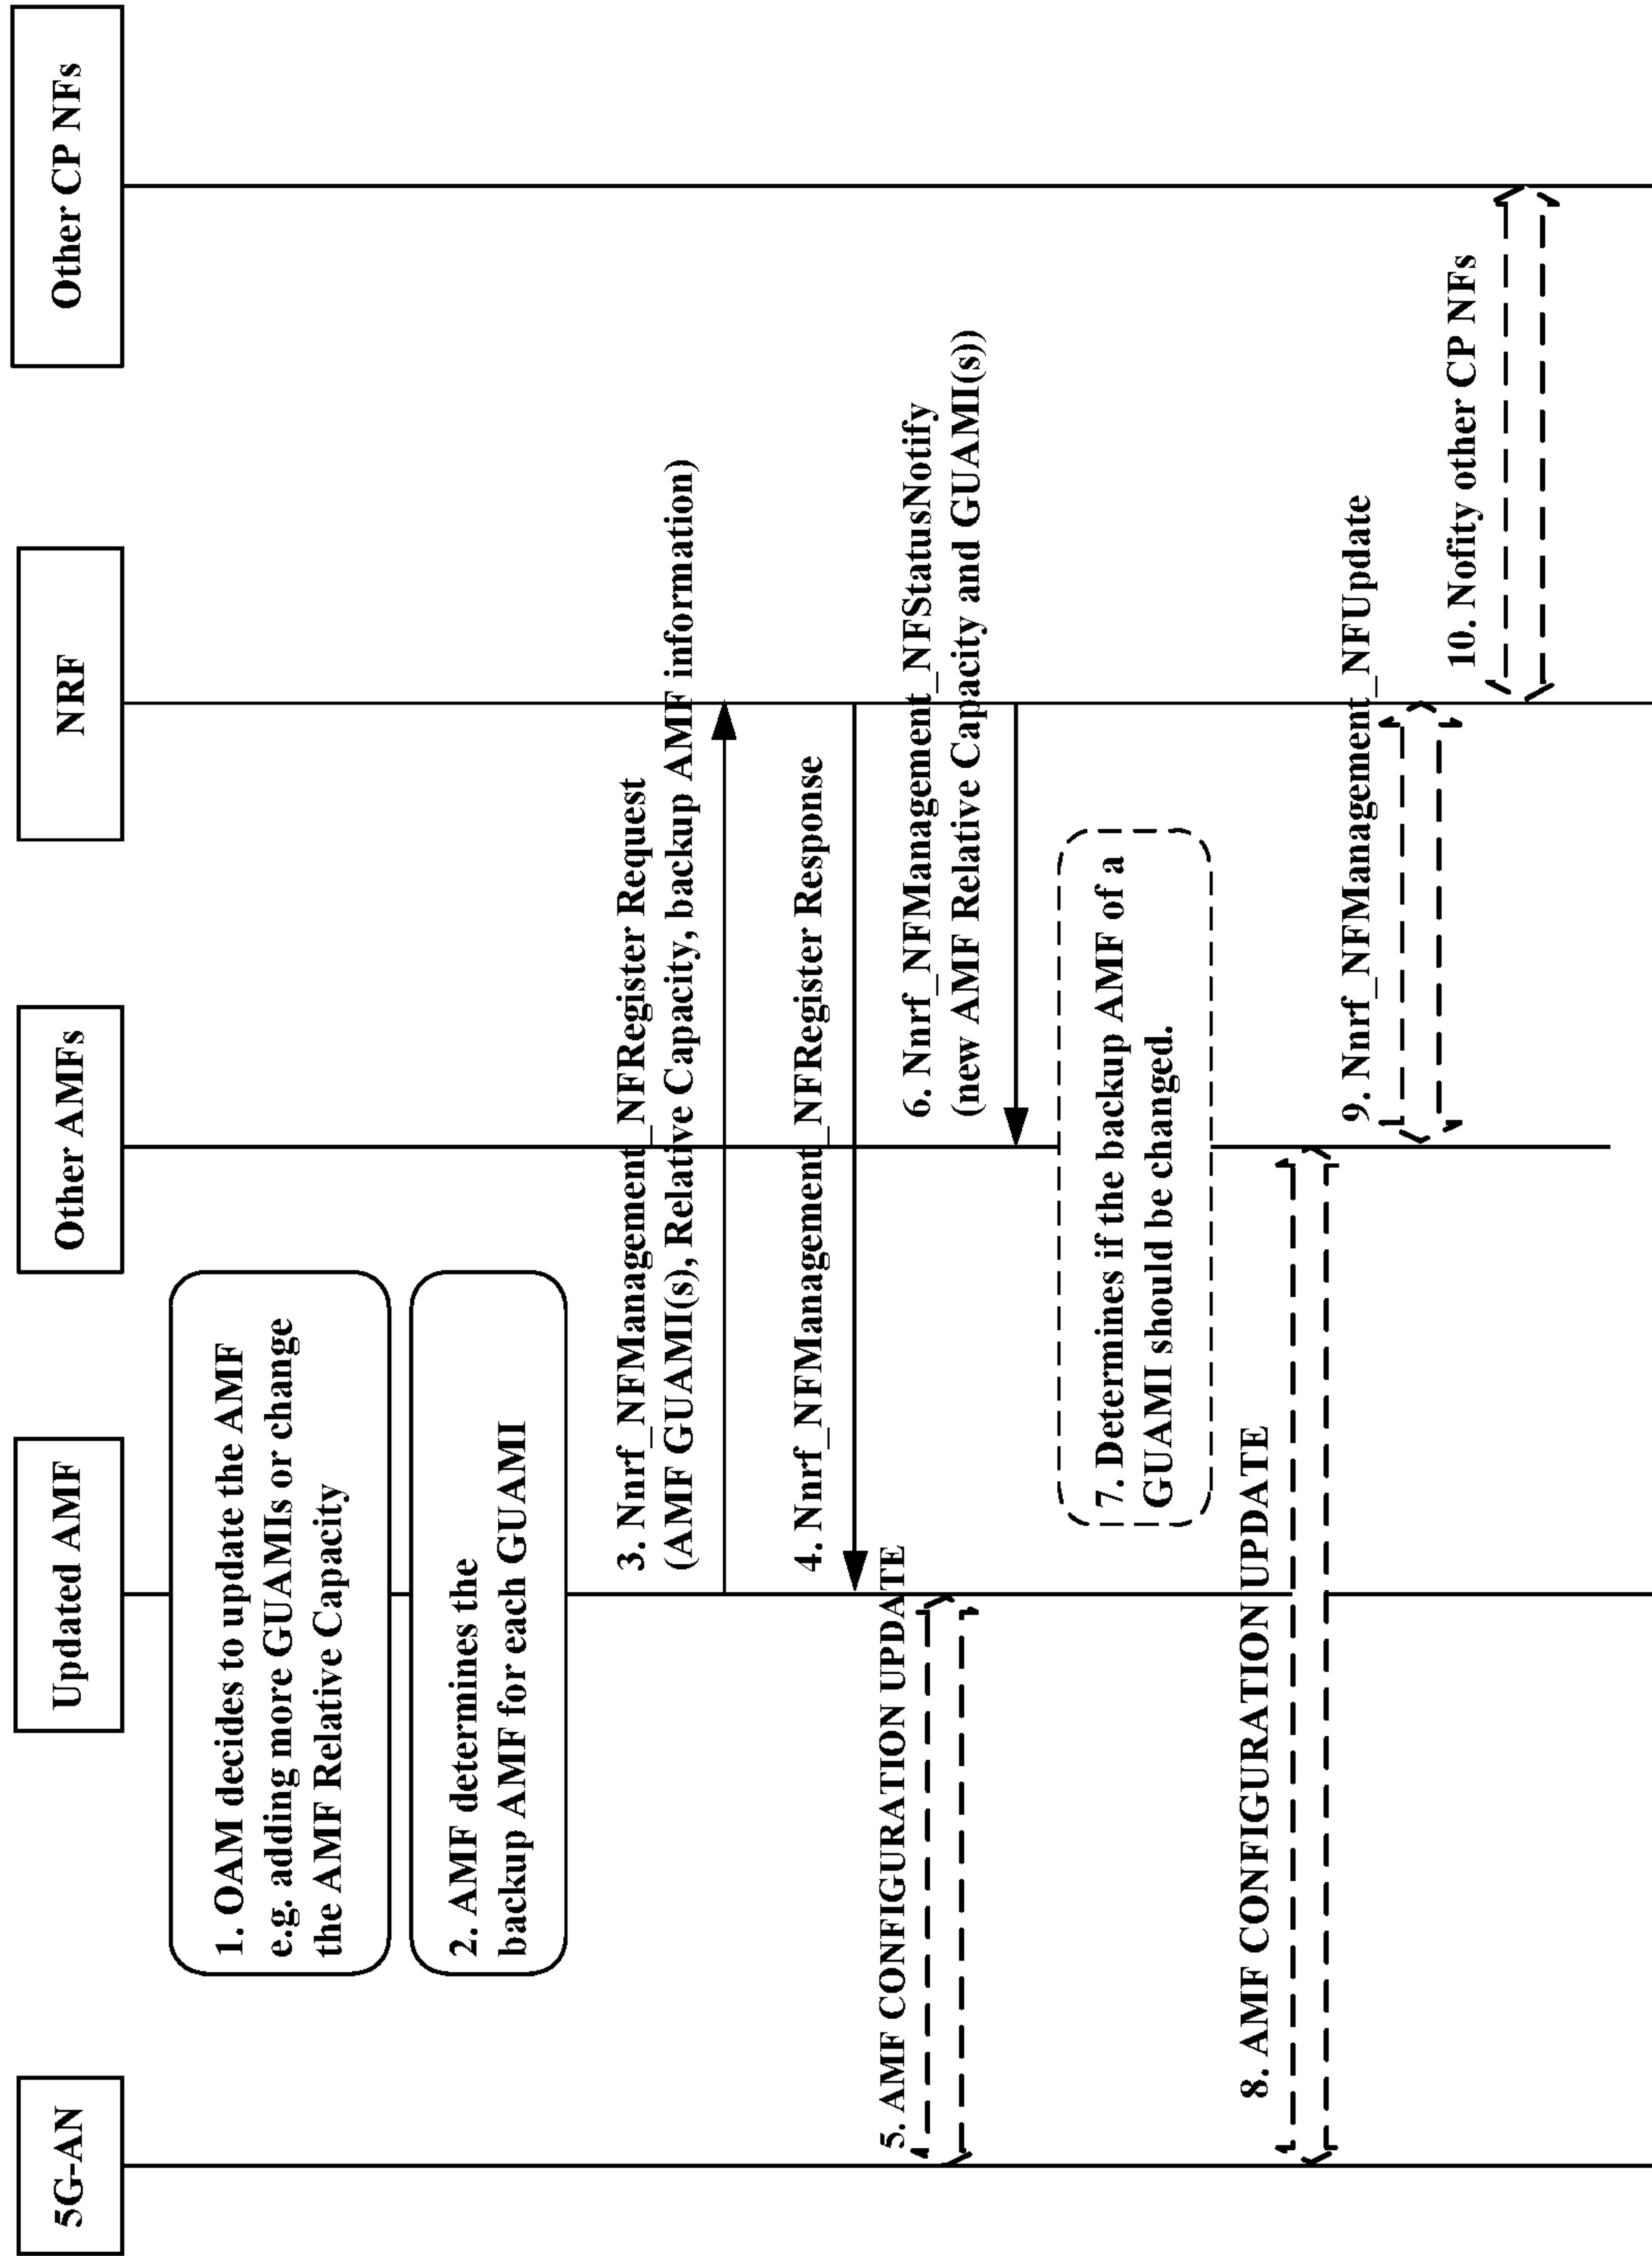 5G-AN
Updated AMF
Other AMFs
NRF
Other CP NFs
1. OAM decides to update the AMF
e.g. adding more GUAMIs or change
the AMF Relative Capacity
2. AMF determines the
backup AMF for each GUAMI
3. Nnrf_NFManagement_NFRegister Request
(AMF GUAMI(s), Relative Capacity, backup AMF information)
4. Nnrf_NFManagement_NFRegister Response
5. AMF CONFIGURATION UPDATE
6. Nnrf_NFManagement_NFStatusNotify
(new AMF Relative Capacity and GUAMI(s))
7. Determines if the backup AMF of a
GUAMI should be changed.
8. AMF CONFIGURATION UPDATE
9. Nnrf_NFManagement_NFUpdate
10. Nofity other CP NFs